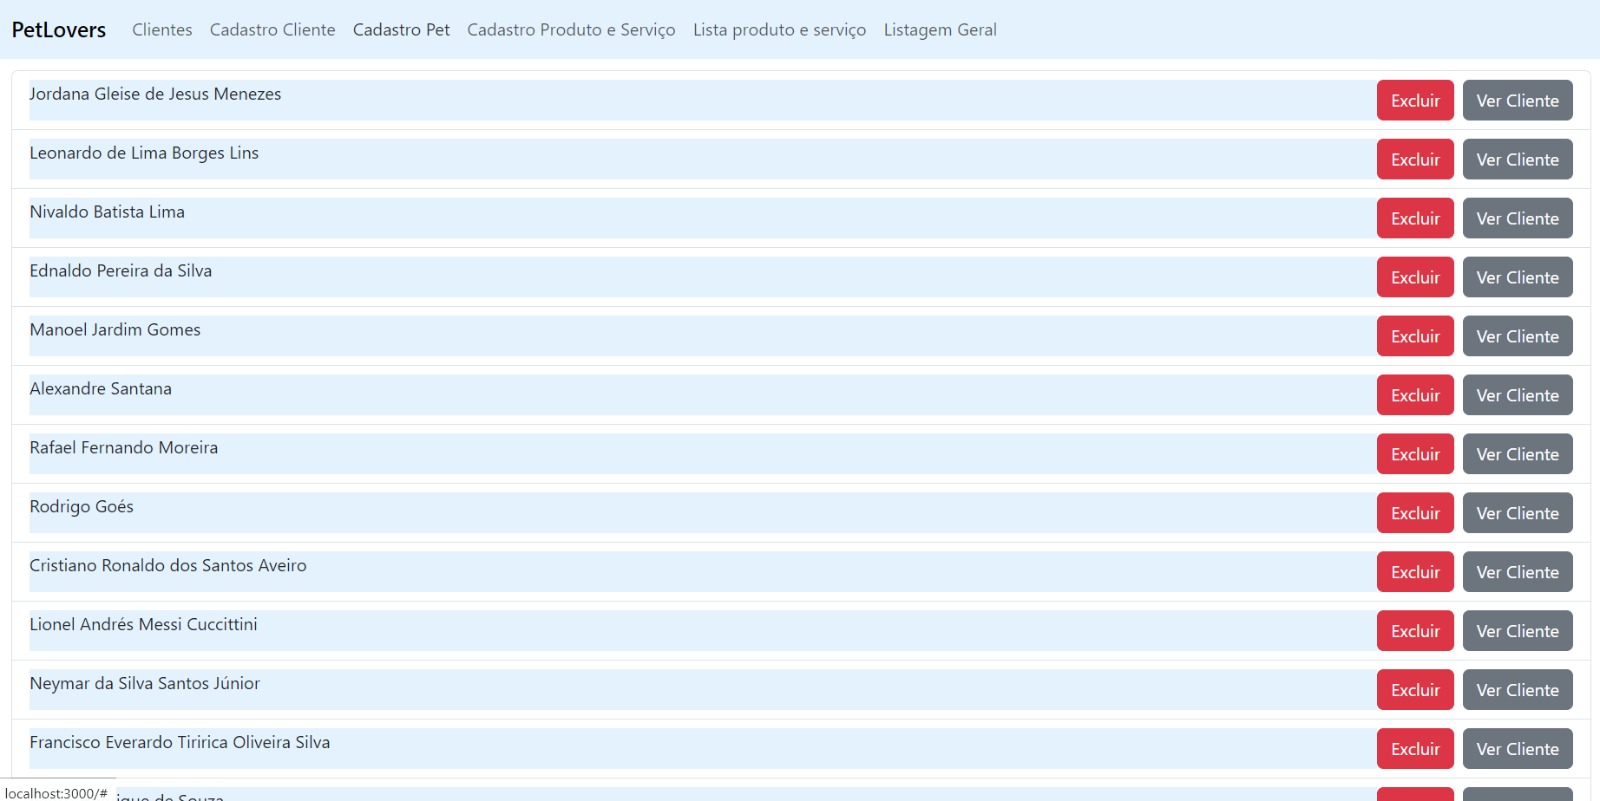 PetLovers Clientes Cadastro Cliente Cadastro Pet Cadastro Produto e Serviço Lista produto e serviço Listagem Geral
Jordana Gleise de Jesus Menezes Excluir Ver Cliente
Leonardo de Lima Borges Lins Excluir Ver Cliente
Nivaldo Batista Lima Excluir Ver Cliente
Ednaldo Pereira da Silva Excluir Ver Cliente
Manoel Jardim Gomes Excluir Ver Cliente
Alexandre Santana Excluir Ver Cliente
Rafael Fernando Moreira Excluir Ver Cliente
Rodrigo Goés Excluir Ver Cliente
Cristiano Ronaldo dos Santos Aveiro Excluir Ver Cliente
Lionel Andrés Messi Cuccittini Excluir Ver Cliente
Neymar da Silva Santos Júnior Excluir Ver Cliente
Francisco Everardo Tiririca Oliveira Silva Excluir Ver Cliente
localhost:3000/# de Souza